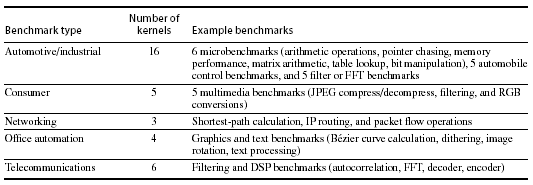 Benchmark type Number of kernels Example benchmarks
Automotive/industrial 16 6 microbenchmarks (arithmetic operations, pointer chasing, memory
performance, matrix arithmetic, table lookup, bit manipulation), 5 automobile
control benchmarks, and 5 filter or FFT benchmarks
Consumer 5 5 multimedia benchmarks (JPEG compress/decompress, filtering, and RGB
conversions)
Networking 3 Shortest-path calculation, IP routing, and packet flow operations
Office automation 4 Graphics and text benchmarks (Bézier curve calculation, dithering, image
rotation, text processing)
Telecommunications 6 Filtering and DSP benchmarks (autocorrelation, FFT, decoder, encoder)